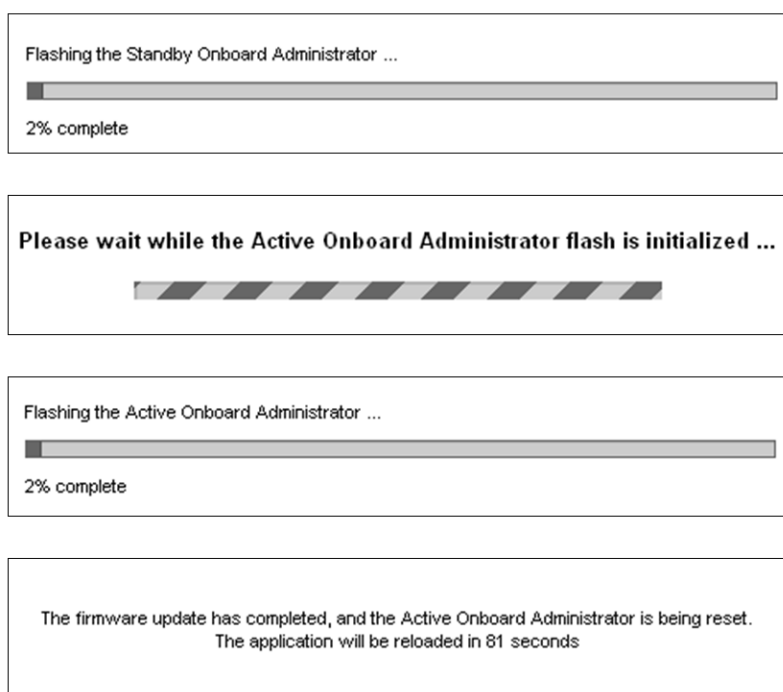 Flashing the Standby Onboard Administrator ...
2% complete
Please wait while the Active Onboard Administrator flash is initialized ...
Flashing the Active Onboard Administrator ...
2% complete
The firmware update has completed, and the Active Onboard Administrator is being reset.
The application will be reloaded in 81 seconds